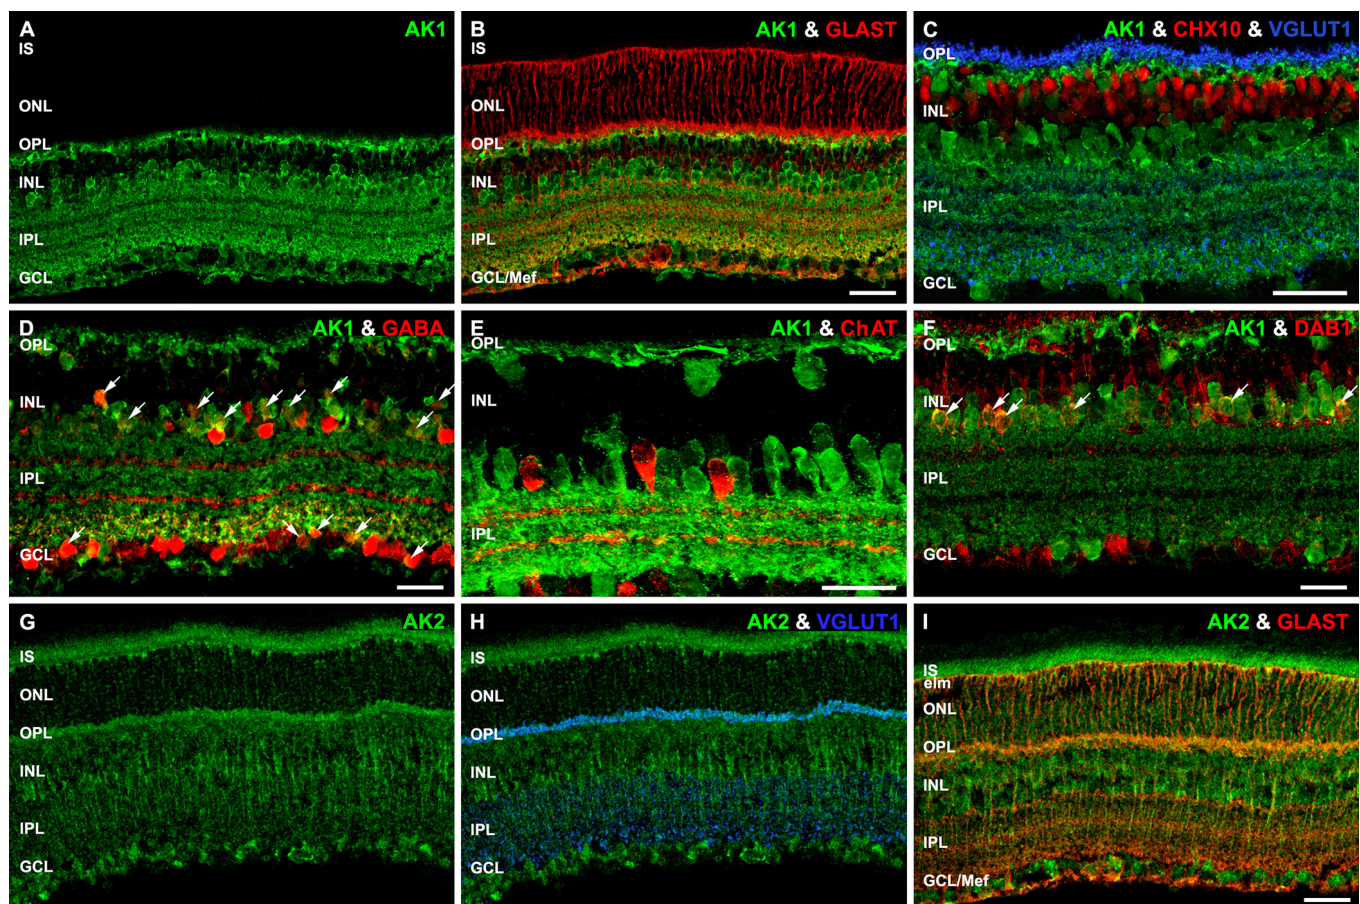 A AK1
IS
ONL
OPL
INL
IPL
GCL
B AK1 & GLAST
IS
ONL
OPL
INL
IPL
GCL/Mef
C AK1 & CHX10 & VGLUT1
OPL
INL
IPL
GCL
D AK1 & GABA
OPL
INL
IPL
GCL
E AK1 & ChAT
OPL
INL
IPL
F AK1 & DAB1
OPL
INL
IPL
GCL
G AK2
IS
ONL
OPL
INL
IPL
GCL
H AK2 & VGLUT1
IS
ONL
OPL
INL
IPL
GCL
I AK2 & GLAST
IS
elm
ONL
OPL
INL
IPL
GCL/Mef